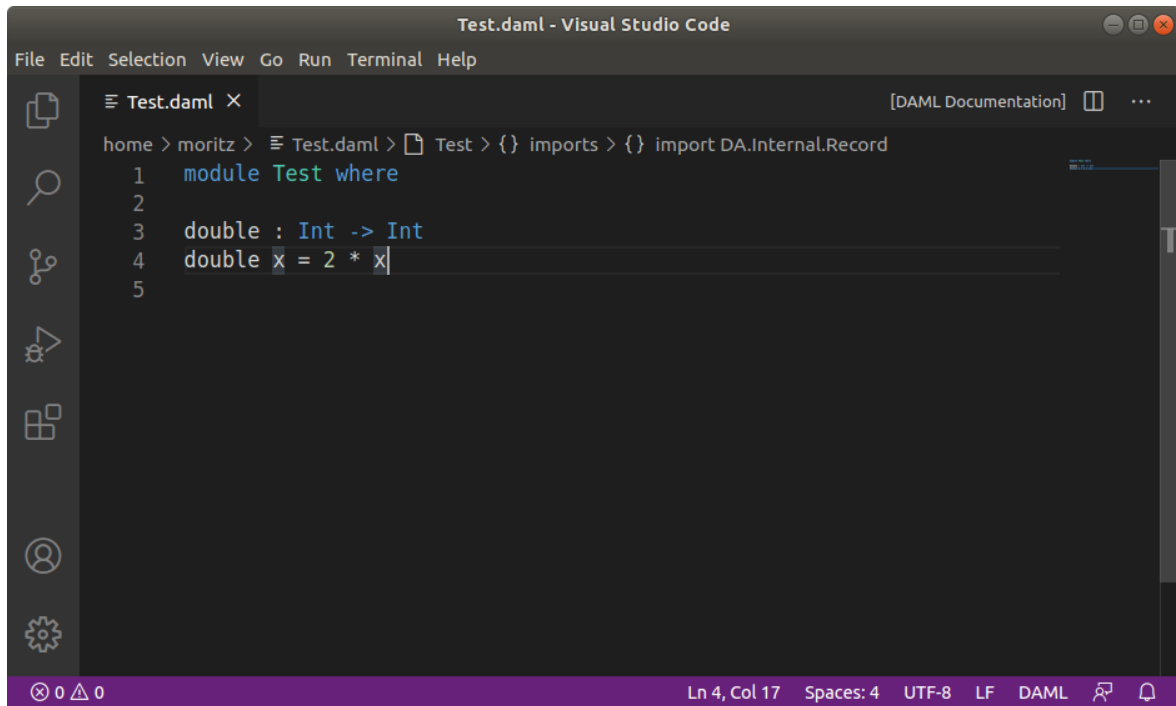 Test.daml - Visual Studio Code
File Edit Selection View Go Run Terminal Help
Test.daml × [DAML Documentation] ···
home > moritz > Test.daml > Test > {} imports > {} import DA.Internal.Record
1 module Test where
2
3 double : Int -> Int
4 double x = 2 * x
5
0 0 Ln 4, Col 17 Spaces: 4 UTF-8 LF DAML